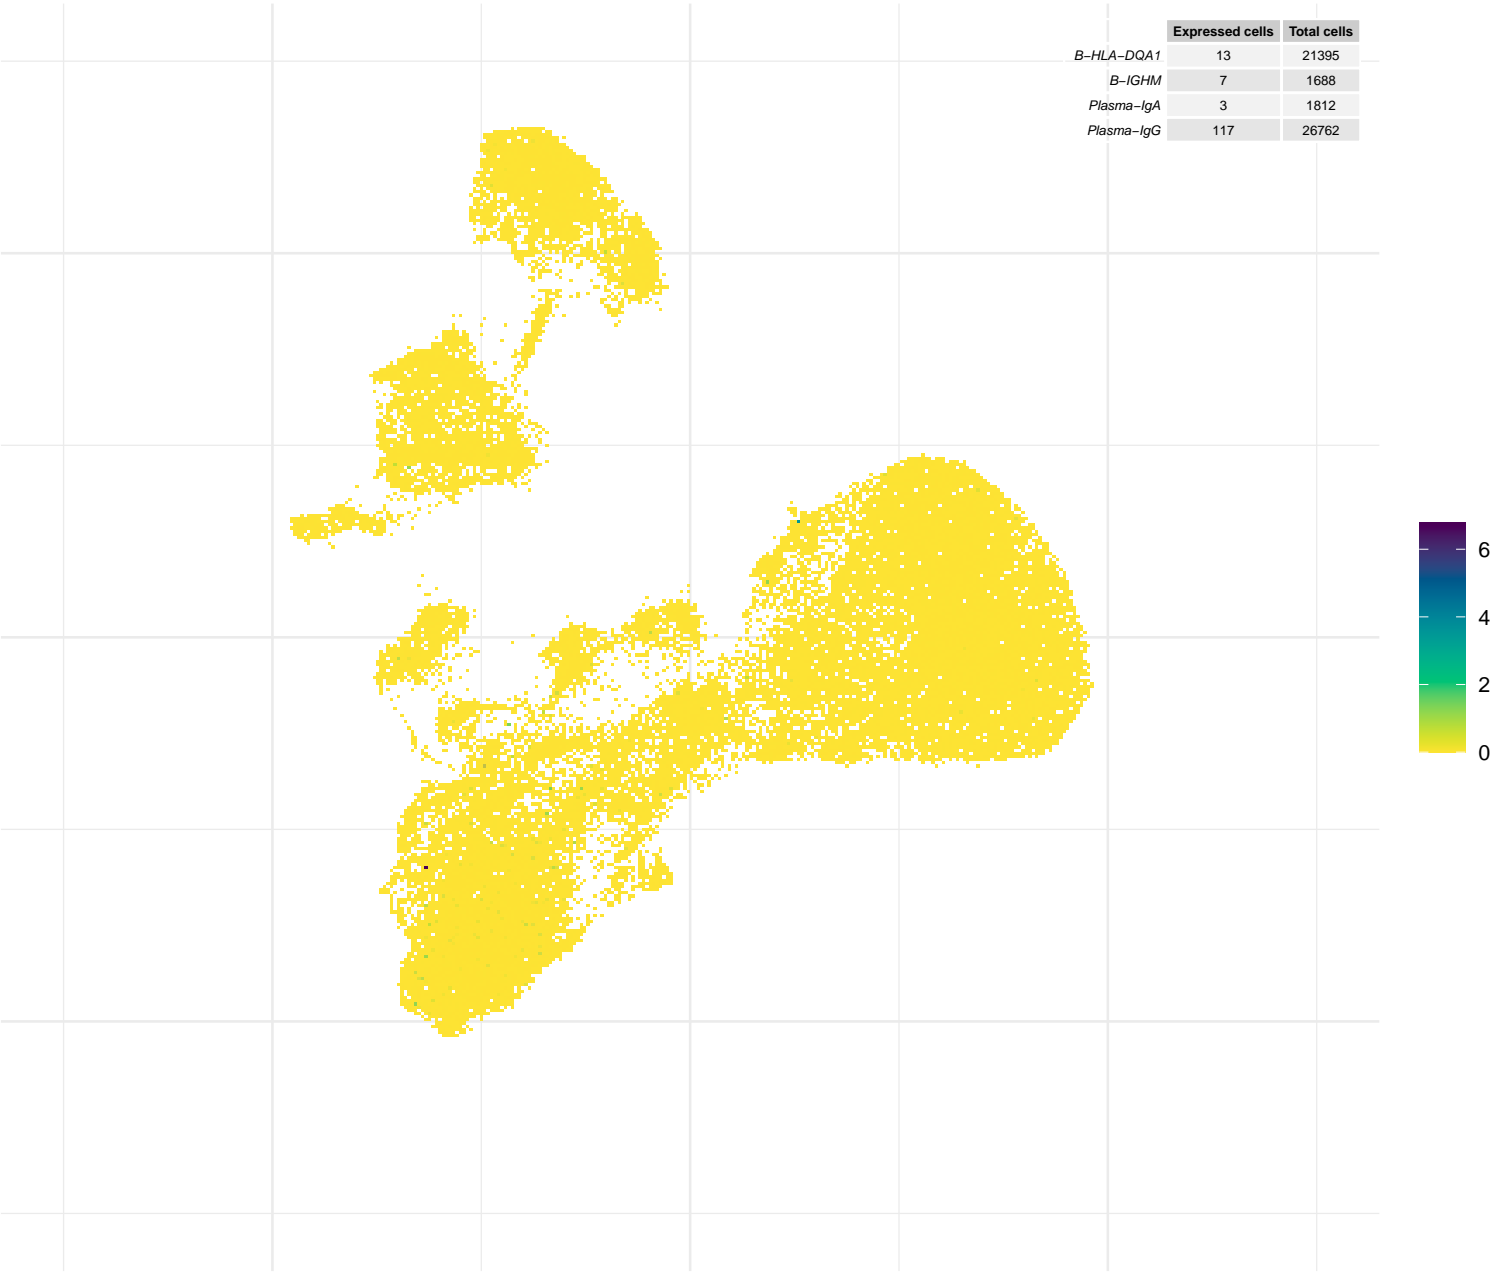 Expressed cells Total cells
B−HLA−DQA1 13 21395
B−IGHM 7 1688
Plasma−IgA 3 1812
Plasma−IgG 117 26762
6
4
2
0